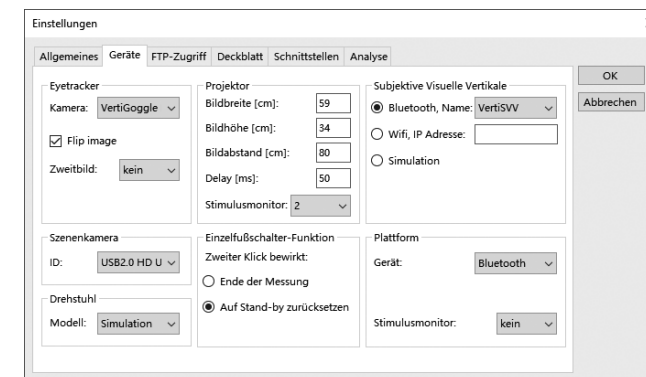 Einstellungen
Allgemeines Geräte FTP-Zugriff Deckblatt Schnittstellen Analyse
OK
Abbrechen
Eyetracker
Kamera: VertiGoggle
Flip image
Zweitbild: kein
Projektor
Bildbreite [cm]: 59
Bildhöhe [cm]: 34
Bildabstand [cm]: 80
Delay [ms]: 50
Stimulusmonitor: 2
Subjektive Visuelle Vertikale
Bluetooth, Name: VertiSVV
Wifi, IP Adresse:
Simulation
Szenenkamera
ID: USB2.0 HD U
Drehstuhl
Modell: Simulation
Einzelfußschalter-Funktion
Zweiter Klick bewirkt:
Ende der Messung
Auf Stand-by zurücksetzen
Plattform
Gerät: Bluetooth
Stimulusmonitor: kein